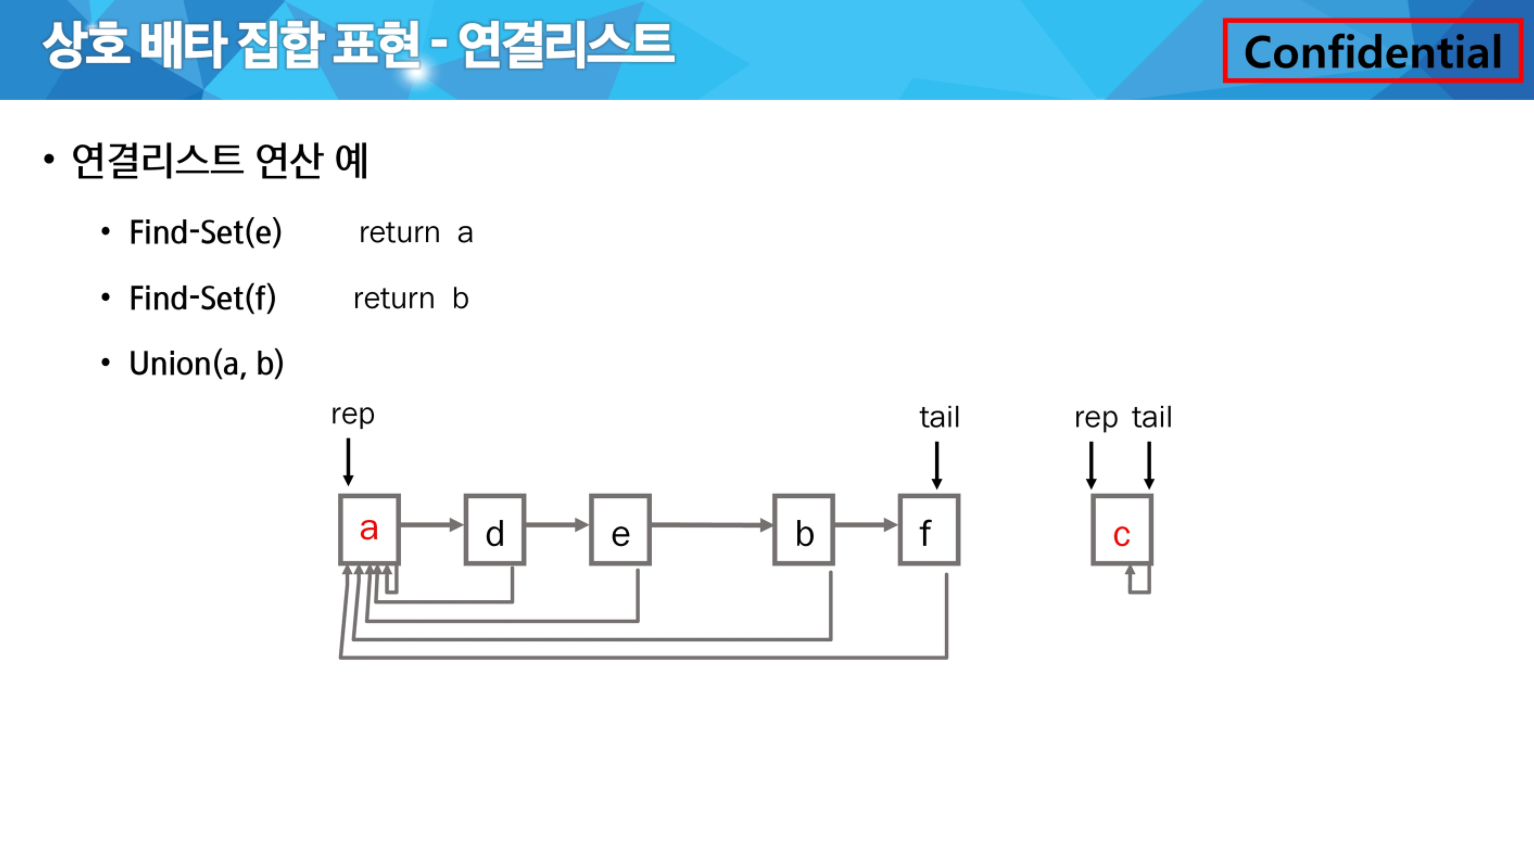 상호 배타 집합 표현 - 연결리스트
Confidential
• 연결리스트 연산 예
• Find-Set(e) return a
• Find-Set(f) return b
• Union(a, b)
rep tail rep tail
a d e b f c